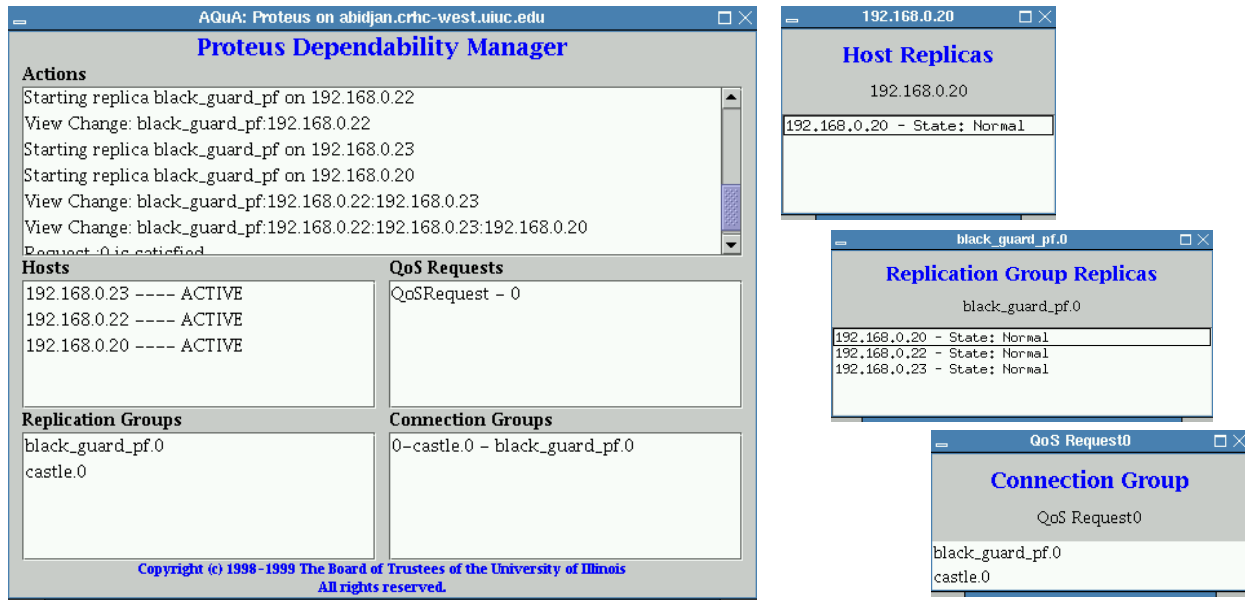 AQuA: Proteus on abidjan.crhc-west.uiuc.edu
Proteus Dependability Manager
Actions
Starting replica black_guard_pf on 192.168.0.22
View Change: black_guard_pf:192.168.0.22
Starting replica black_guard_pf on 192.168.0.23
Starting replica black_guard_pf on 192.168.0.20
View Change: black_guard_pf:192.168.0.22:192.168.0.23
View Change: black_guard_pf:192.168.0.22:192.168.0.23:192.168.0.20
Request :0 is satisfied
Hosts
192.168.0.23 ---- ACTIVE
192.168.0.22 ---- ACTIVE
192.168.0.20 ---- ACTIVE
QoS Requests
QoSRequest - 0
Replication Groups
black_guard_pf.0
castle.0
Connection Groups
0-castle.0 - black_guard_pf.0
Copyright (c) 1998-1999 The Board of Trustees of the University of Illinois
All rights reserved.
192.168.0.20
Host Replicas
192.168.0.20
192.168.0.20 - State: Normal
black_guard_pf.0
Replication Group Replicas
black_guard_pf.0
192.168.0.20 - State: Normal
192.168.0.22 - State: Normal
192.168.0.23 - State: Normal
QoS Request0
Connection Group
QoS Request0
black_guard_pf.0
castle.0